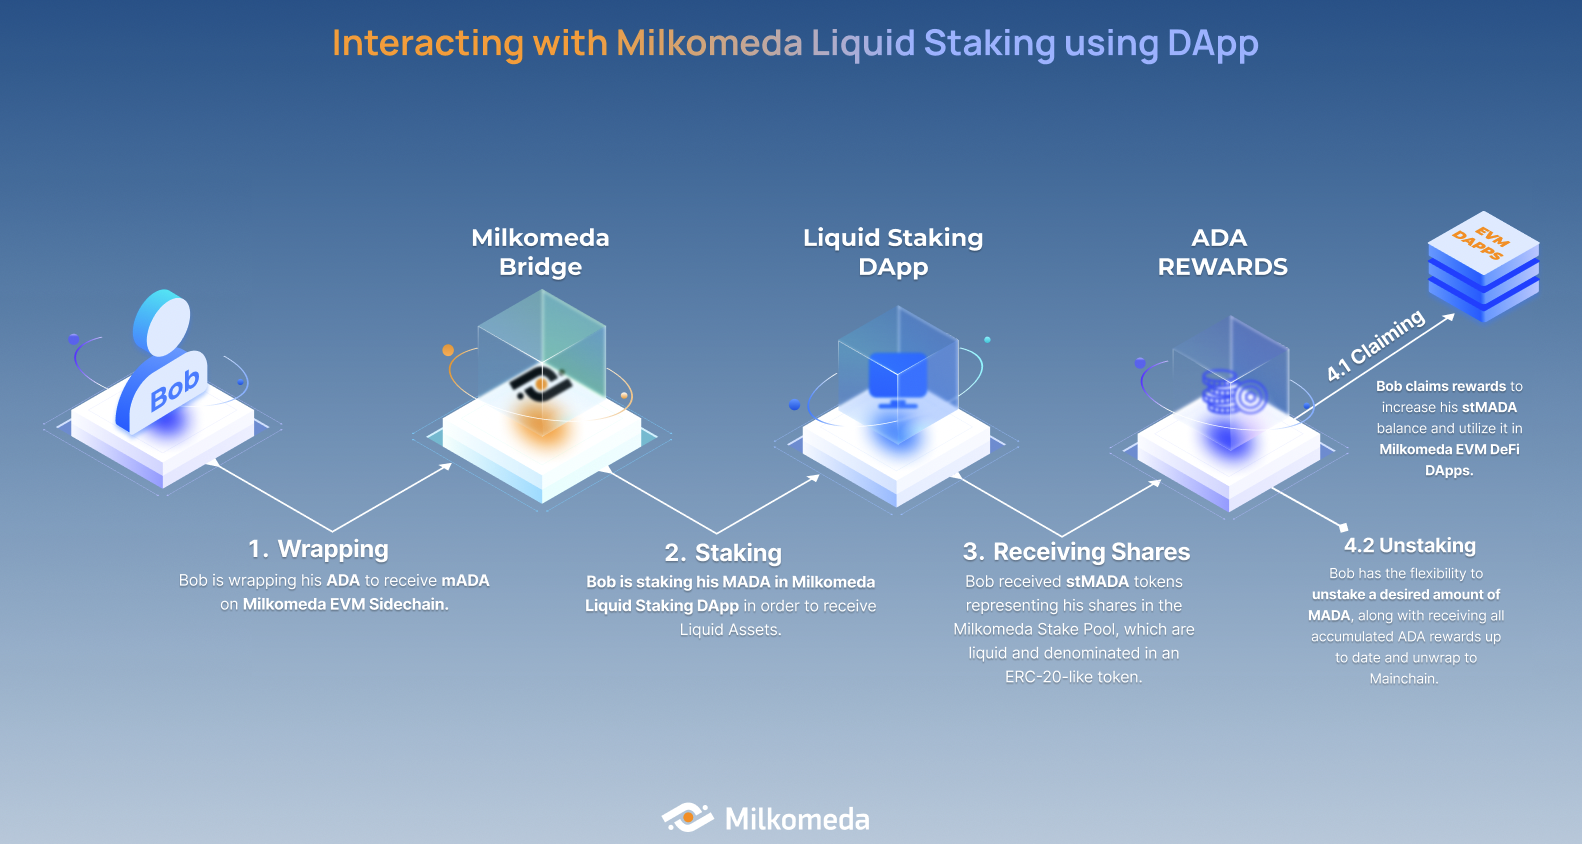 Interacting with Milkomeda Liquid Staking using DApp
Milkomeda
Bridge
Liquid Staking
DApp
ADA
REWARDS
EVM
DAPPS
Bob
4.1 Claiming
Bob claims rewards to
increase his stMADA
balance and utilize it in
Milkomeda EVM DeFi
DApps.
1. Wrapping
Bob is wrapping his ADA to receive mADA
on Milkomeda EVM Sidechain.
2. Staking
Bob is staking his MADA in Milkomeda
Liquid Staking DApp in order to receive
Liquid Assets.
3. Receiving Shares
Bob received stMADA tokens
representing his shares in the
Milkomeda Stake Pool, which are
liquid and denominated in an
ERC-20-like token.
4.2 Unstaking
Bob has the flexibility to
unstake a desired amount of
MADA, along with receiving all
accumulated ADA rewards up
to date and unwrap to
Mainchain.
Milkomeda